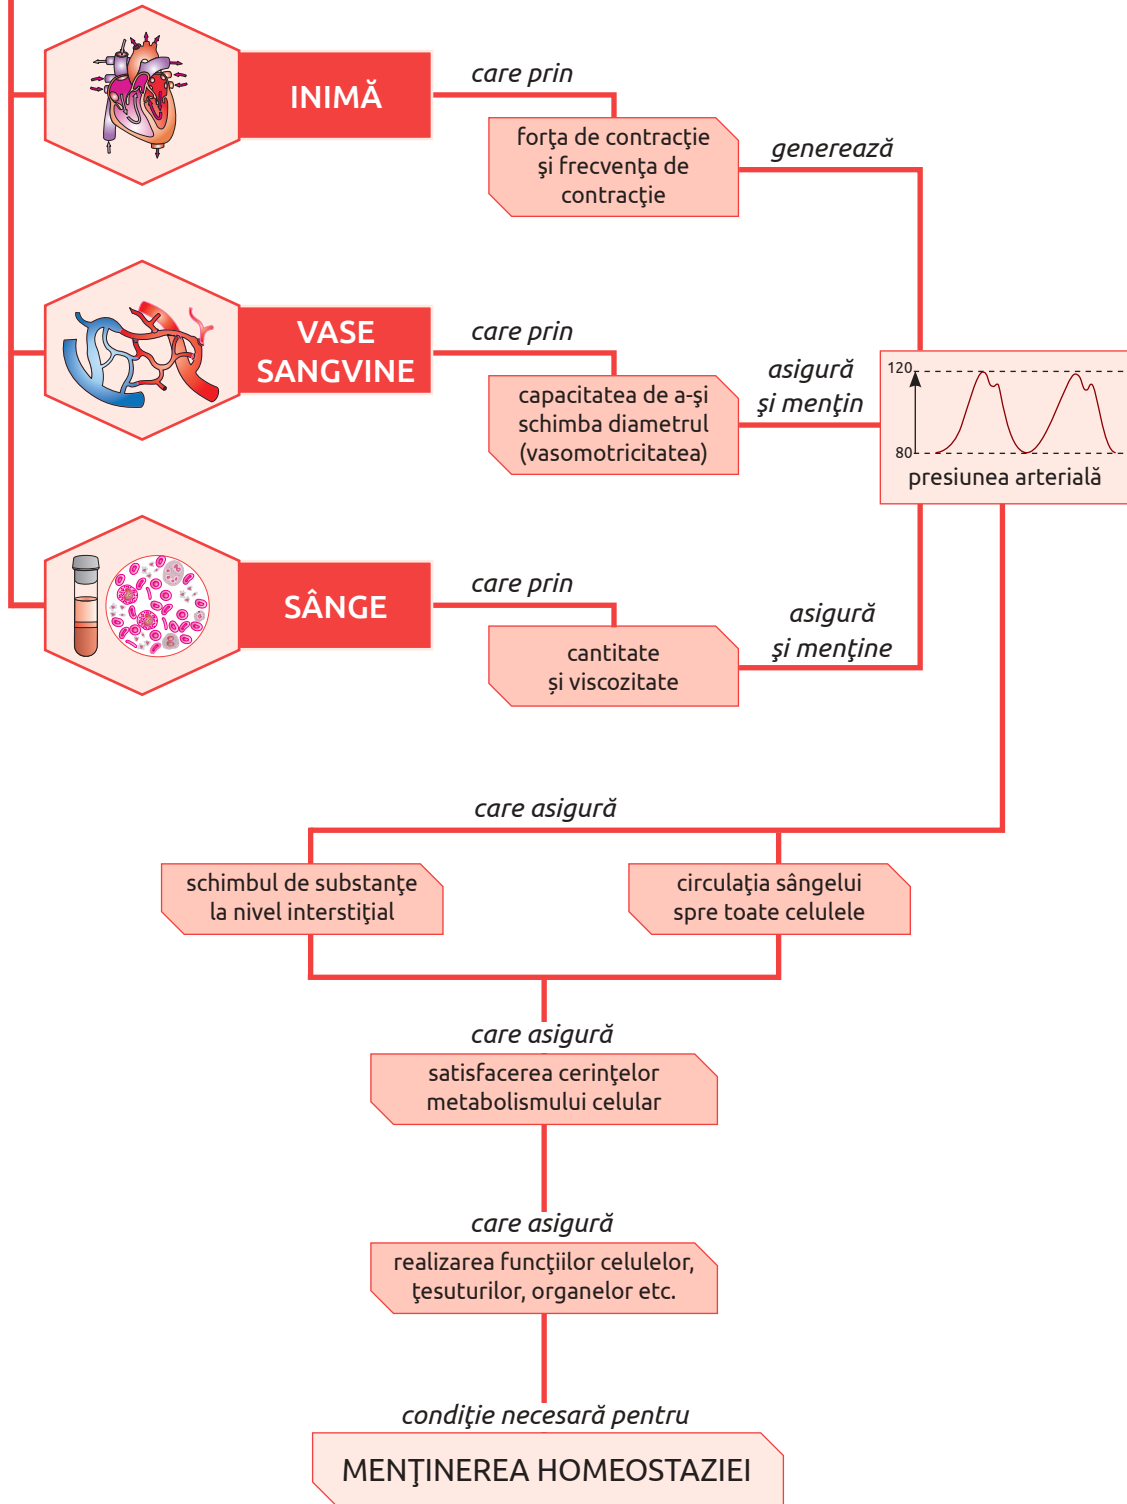 INIMĂ
care prin
forţa de contracţie
şi frecvenţa de
contracţie
generează
VASE
SANGVINE
care prin
capacitatea de a-şi
schimba diametrul
(vasomotricitatea)
asigură
şi menţin
120
80
presiunea arterială
SÂNGE
care prin
cantitate
și viscozitate
asigură
şi menţine
care asigură
schimbul de substanţe
la nivel interstiţial
circulaţia sângelui
spre toate celulele
care asigură
satisfacerea cerinţelor
metabolismului celular
care asigură
realizarea funcţiilor celulelor,
ţesuturilor, organelor etc.
condiţie necesară pentru
MENŢINEREA HOMEOSTAZIEI